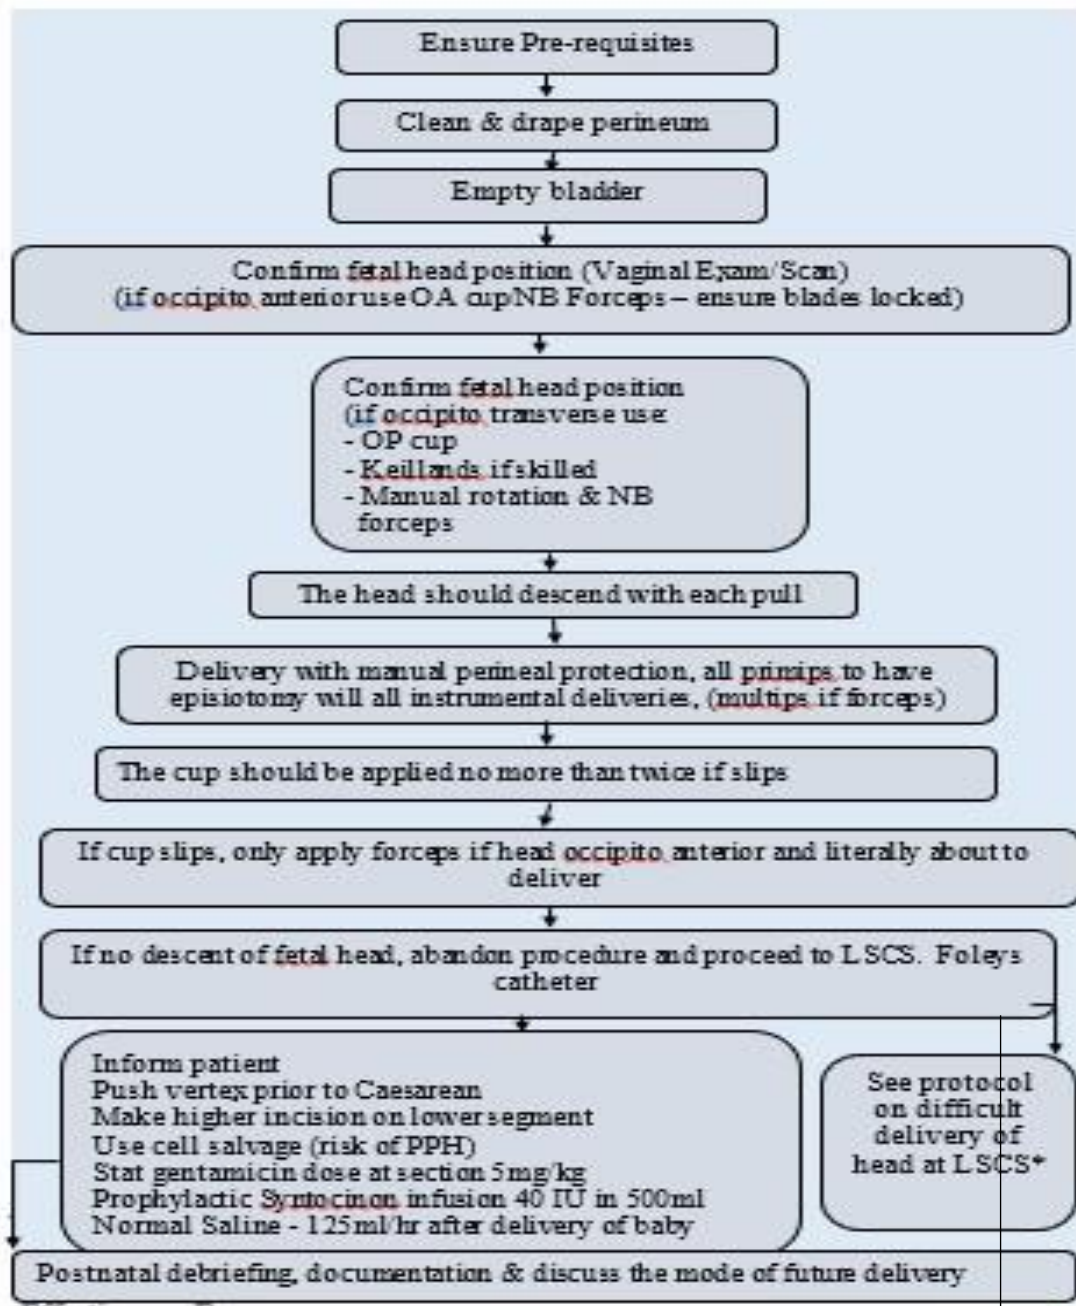 Ensure Pre-requisites
Clean & drape perineum
Empty bladder
Confirm fetal head position (Vaginal Exam/Scan)
(if occipito anterior use OA cup NB Forceps – ensure blades locked)
Confirm fetal head position
(if occipito transverse use:
- OP cup
- Keillands if skilled
- Manual rotation & NB
forceps
The head should descend with each pull
Delivery with manual perineal protection, all primips to have
episiotomy will all instrumental deliveries, (multips if forceps)
The cup should be applied no more than twice if slips
If cup slips, only apply forceps if head occipito anterior and literally about to
deliver
If no descent of fetal head, abandon procedure and proceed to LSCS. Foleys
catheter
Inform patient
Push vertex prior to Caesarean
Make higher incision on lower segment
Use cell salvage (risk of PPH)
Stat gentamicin dose at section 5mg/kg
Prophylactic Syntocinon infusion 40 IU in 500ml
Normal Saline - 125ml/hr after delivery of baby
See protocol
on difficult
delivery of
head at LSCS*
Postnatal debriefing, documentation & discuss the mode of future delivery